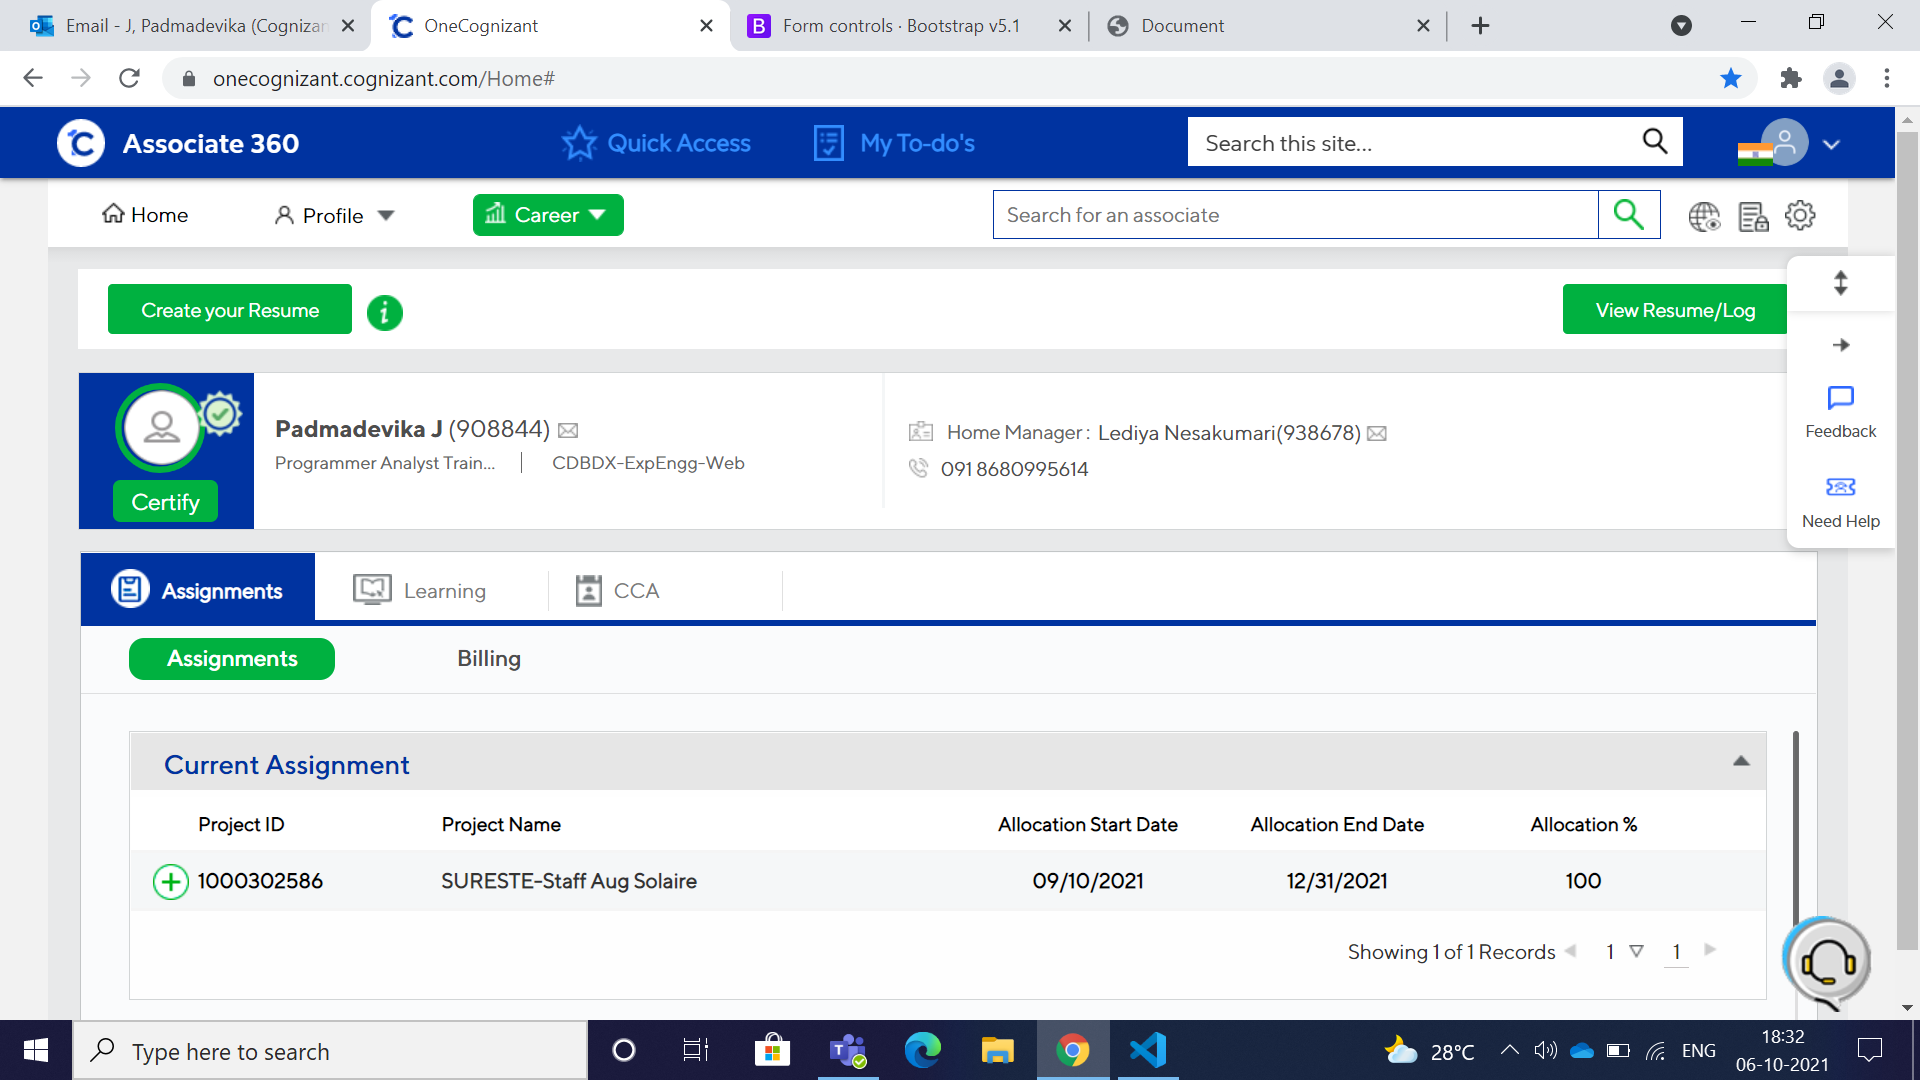 Email - J, Padmadevika (Cognizan
OneCognizant
Form controls · Bootstrap v5.1
Document
onecognizant.cognizant.com/Home#
Associate 360
Quick Access
My To-do's
Search this site...
Home
Profile
Career
Search for an associate
Create your Resume
i
View Resume/Log
Feedback
Need Help
Certify
Padmadevika J (908844)
Programmer Analyst Train...
CDBDX-ExpEngg-Web
Home Manager : Lediya Nesakumari(938678)
091 8680995614
Assignments
Learning
CCA
Assignments
Billing
Current Assignment
Project ID Project Name Allocation Start Date Allocation End Date Allocation %
1000302586 SURESTE-Staff Aug Solaire 09/10/2021 12/31/2021 100
Showing 1 of 1 Records 1 1
Type here to search
28°C
ENG
18:32
06-10-2021